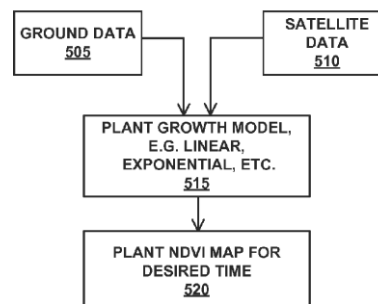 GROUND DATA
505
SATELLITE
DATA
510
PLANT GROWTH MODEL,
E.G. LINEAR,
EXPONENTIAL, ETC.
515
PLANT NDVI MAP FOR
DESIRED TIME
520